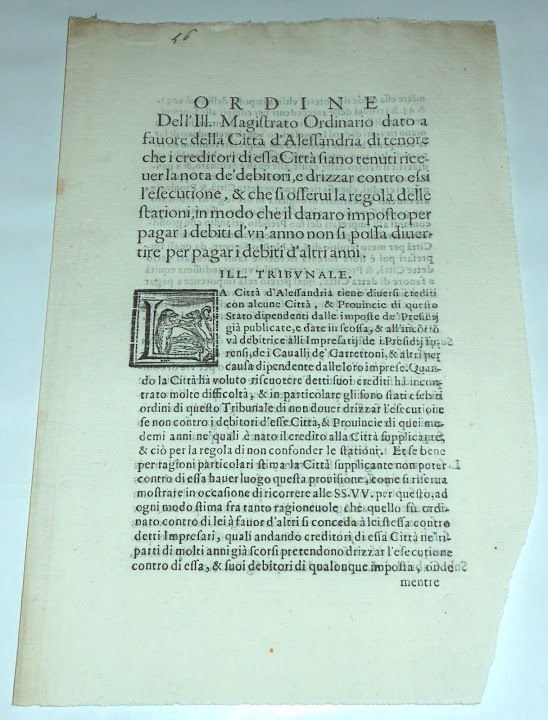 56
ORDINE
Dell'Ill. Magistrato Ordinario dato a
fauore della Città d'Alessandria di tenore
che i creditori di essa Città siano tenuti rice-
uer la nota de' debitori, e drizzar contro essi
l'esecutione, & che si osserui la regola delle
stationi, in modo che il danaro imposto per
pagar i debiti d'vn anno non si possa diuer-
tire per pagar i debiti d'altri anni.
ILL. TRIBVNALE.
LA Città d'Alessandria tiene diuersi crediti
con alcune Città, & Prouincie di questo
Stato dipendenti dalle imposte de' Presidij
già publicate, e date in scossa, & all'incõtro
và debitrice alli Impresarij de i Presidij fo-
rensi, de i Caualli de' Garrettoni, & altri per
causa dipendente dalle loro imprese. Quan-
do la Città hà voluto riscuotere detti suoi crediti hà incon-
trato molte difficoltà, & in particolare gli sono stati esebiti
ordini di questo Tribunale di non douer drizzar l'esecutione
se non contro i debitori d'esse Città, & Prouincie di quei me-
demi anni ne' quali è nato il credito alla Città supplicante,
& ciò per la regola di non confonder le stationi. Et se bene
per ragioni particolari stima la Città supplicante non poter
contro di essa hauer luogo questa prouisione, come si riserua
mostrare in occasione di ricorrere alle SS.VV. per questo, ad
ogni modo stima fra tanto ragioneuole che quello fù ordi-
nato contro di lei à fauor d'altri si conceda à lei stessa contro
detti Impresari, quali andando creditori di essa Città ne' ri-
parti di molti anni già scorsi pretendono drizzar l'esecutione
contro di essa, & suoi debitori di qualonque imposta, onde
mentre